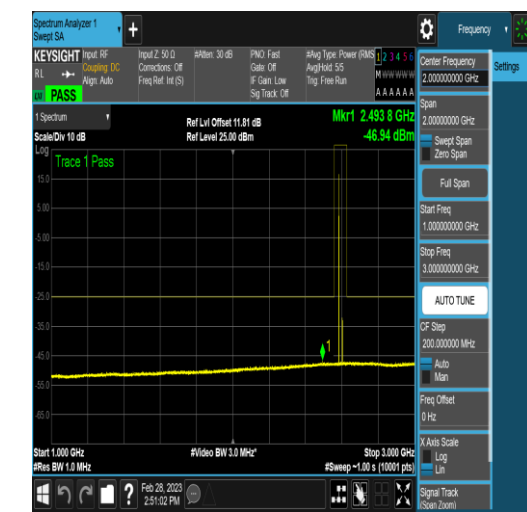 Spectrum Analyzer 1
Swept SA
Frequency
KEYSIGHT
RL
PASS
Input: RF
Coupling: DC
Align: Auto
Input Z: 50 Ω
Corrections: Off
Freq Ref: Int (S)
#Atten: 30 dB
PNO: Fast
Gate: Off
IF Gain: Low
Sig Track: Off
#Avg Type: Power (RMS
Avg|Hold: 5/5
Trig: Free Run
1 2 3 4 5 6
M W W W W W
A A A A A A
1 Spectrum
Scale/Div 10 dB
Ref Lvl Offset 11.81 dB
Ref Level 25.00 dBm
Mkr1 2.493 8 GHz
-46.94 dBm
Log
Trace 1 Pass
15.0
5.00
-5.00
-15.0
-25.0
-35.0
-45.0
-55.0
-65.0
1
Start 1.000 GHz
#Res BW 1.0 MHz
#Video BW 3.0 MHz*
Stop 3.000 GHz
#Sweep ~1.00 s (10001 pts)
Feb 28, 2023
2:51:02 PM
Center Frequency
2.000000000 GHz
Settings
Span
2.00000000 GHz
Swept Span
Zero Span
Full Span
Start Freq
1.000000000 GHz
Stop Freq
3.000000000 GHz
AUTO TUNE
CF Step
200.000000 MHz
Auto
Man
Freq Offset
0 Hz
X Axis Scale
Log
Lin
Signal Track
(Span Zoom)